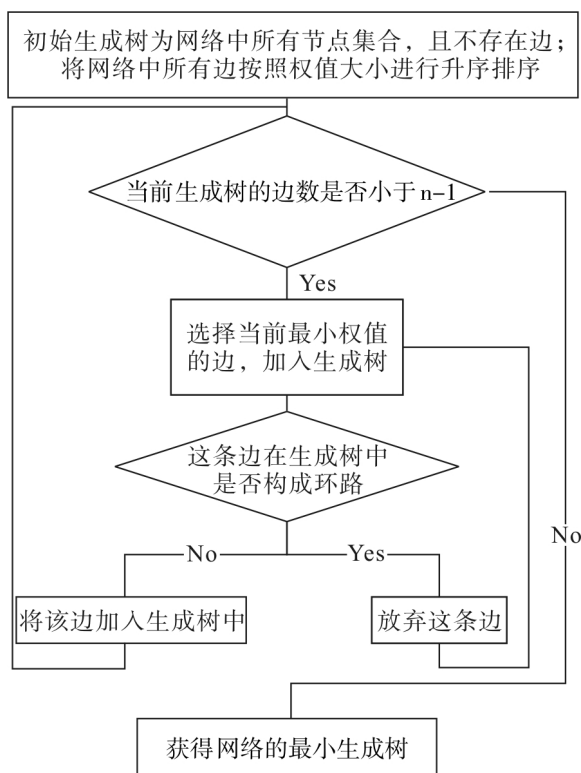 初始生成树为网络中所有节点集合，且不存在边；
将网络中所有边按照权值大小进行升序排序
当前生成树的边数是否小于n-1
Yes
选择当前最小权值
的边，加入生成树
这条边在生成树中
是否构成环路
No
Yes
No
将该边加入生成树中
放弃这条边
获得网络的最小生成树